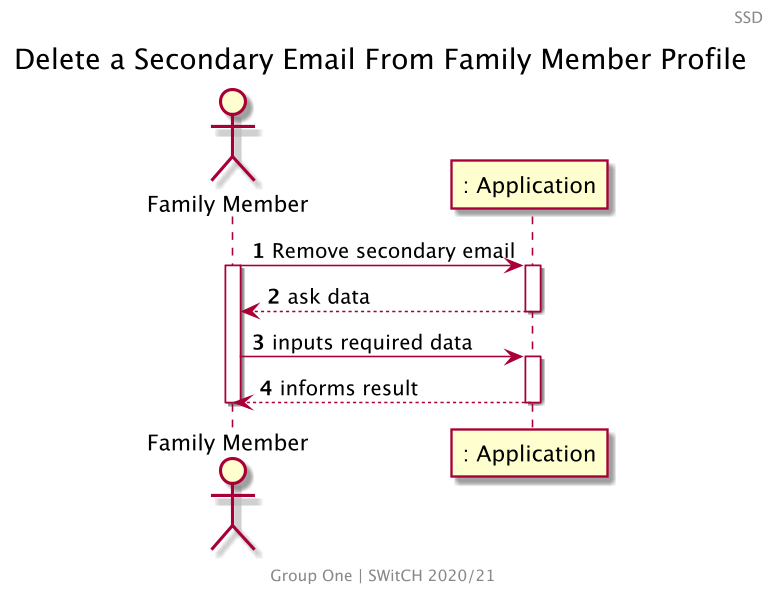 SSD
Delete a Secondary Email From Family Member Profile
Family Member
: Application
1 Remove secondary email
2 ask data
3 inputs required data
4 informs result
Family Member
: Application
Group One | SWitCH 2020/21